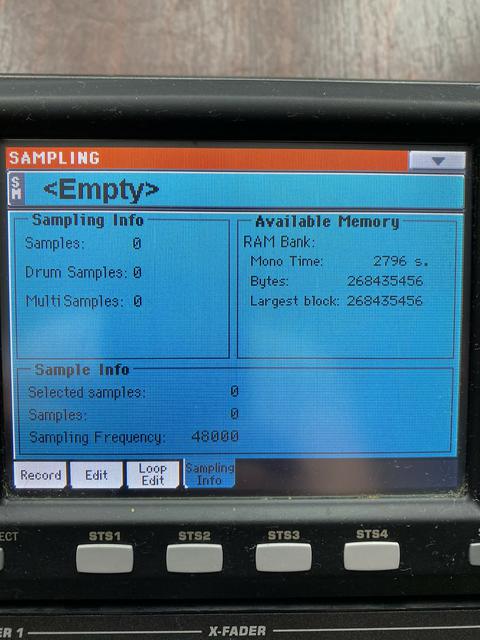 SAMPLING
SM <Empty>
Sampling Info
Samples: 0
Drum Samples: 0
MultiSamples: 0
Available Memory
RAM Bank:
Mono Time: 2796 s.
Bytes: 268435456
Largest block: 268435456
Sample Info
Selected samples: 0
Samples: 0
Sampling Frequency: 48000
Record Edit Loop Edit Sampling Info
STS1 STS2 STS3 STS4
X-FADER